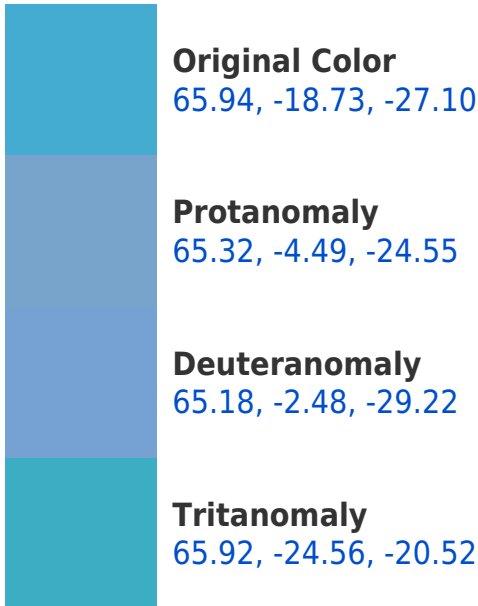 Original Color
65.94, -18.73, -27.10
Protanomaly
65.32, -4.49, -24.55
Deuteranomaly
65.18, -2.48, -29.22
Tritanomaly
65.92, -24.56, -20.52